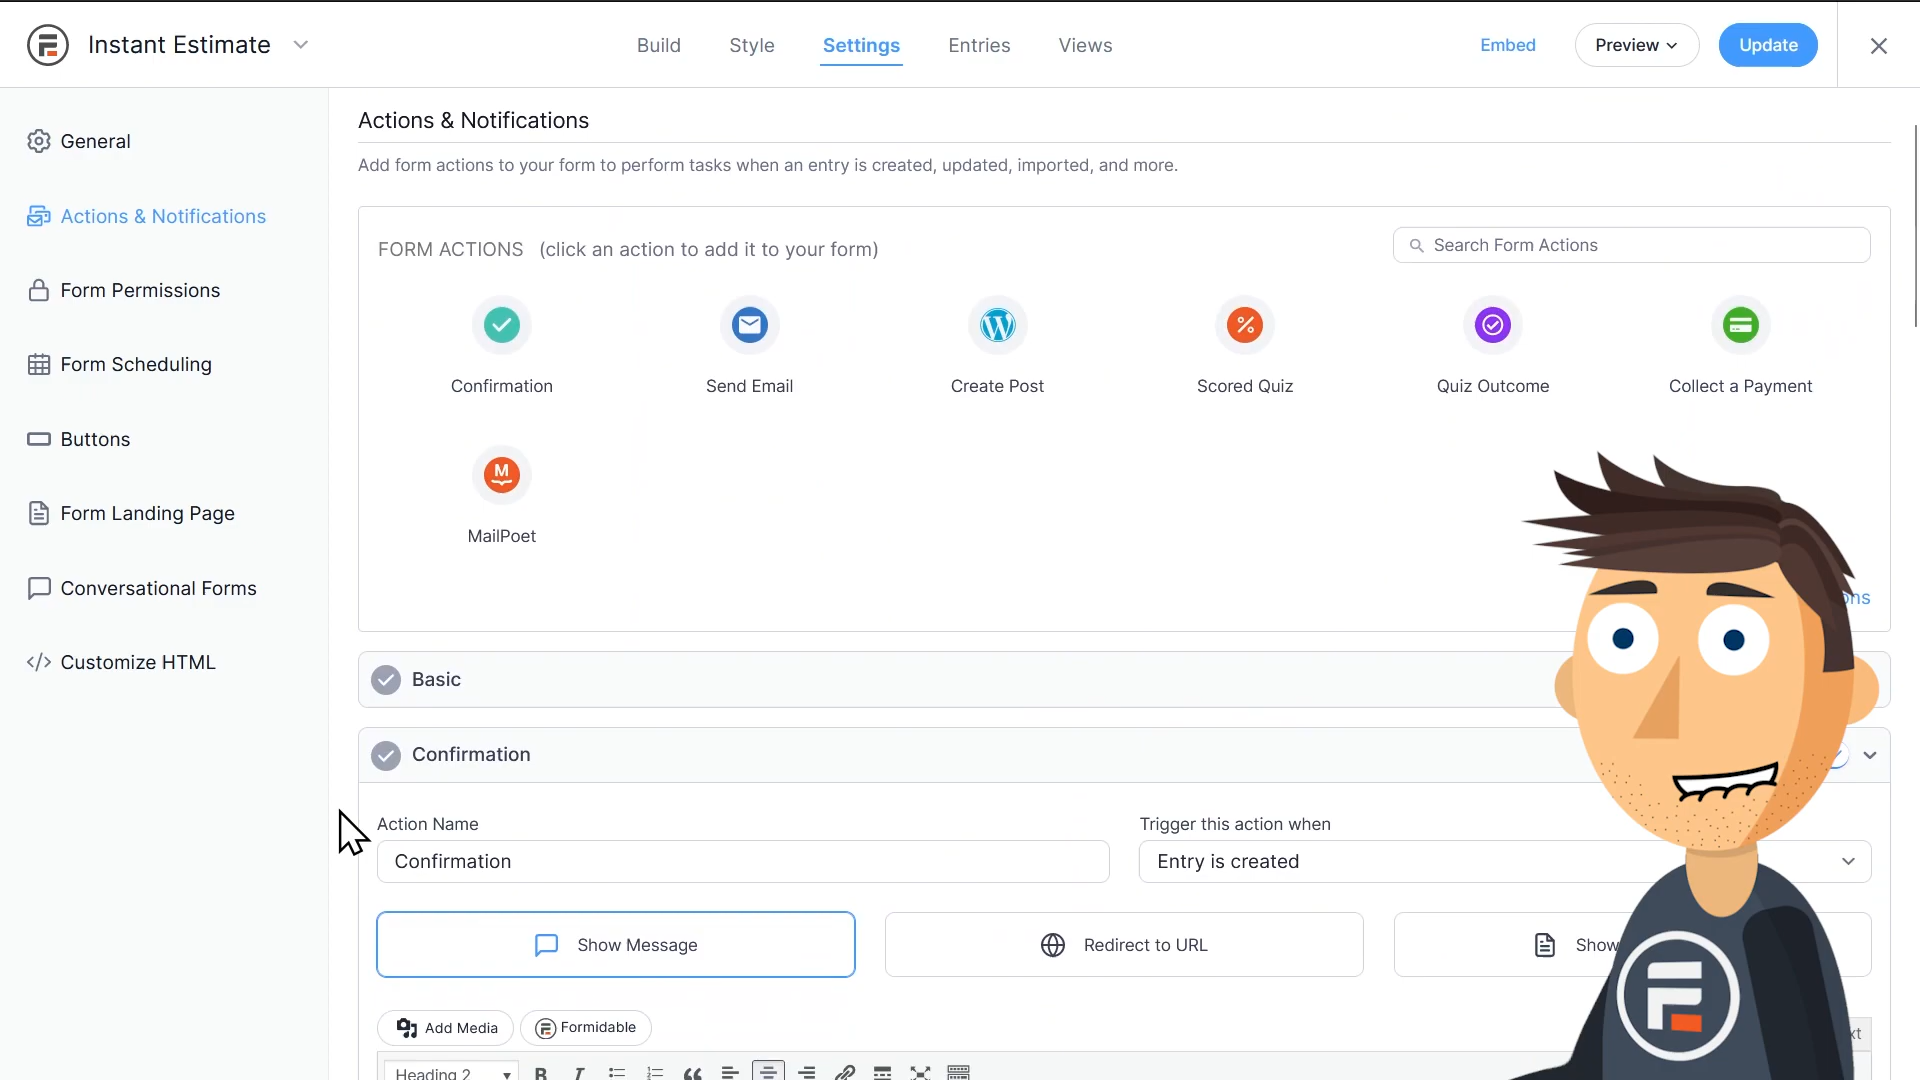 Instant Estimate
Build Style Settings Entries Views
Embed Preview Update
General
Actions & Notifications
Form Permissions
Form Scheduling
Buttons
Form Landing Page
Conversational Forms
Customize HTML
Actions & Notifications
Add form actions to your form to perform tasks when an entry is created, updated, imported, and more.
FORM ACTIONS (click an action to add it to your form)
Search Form Actions
Confirmation Send Email Create Post Scored Quiz Quiz Outcome Collect a Payment
MailPoet
Basic
Confirmation
Action Name
Confirmation
Trigger this action when
Entry is created
Show Message
Redirect to URL
Show
Add Media Formidable
Heading 2